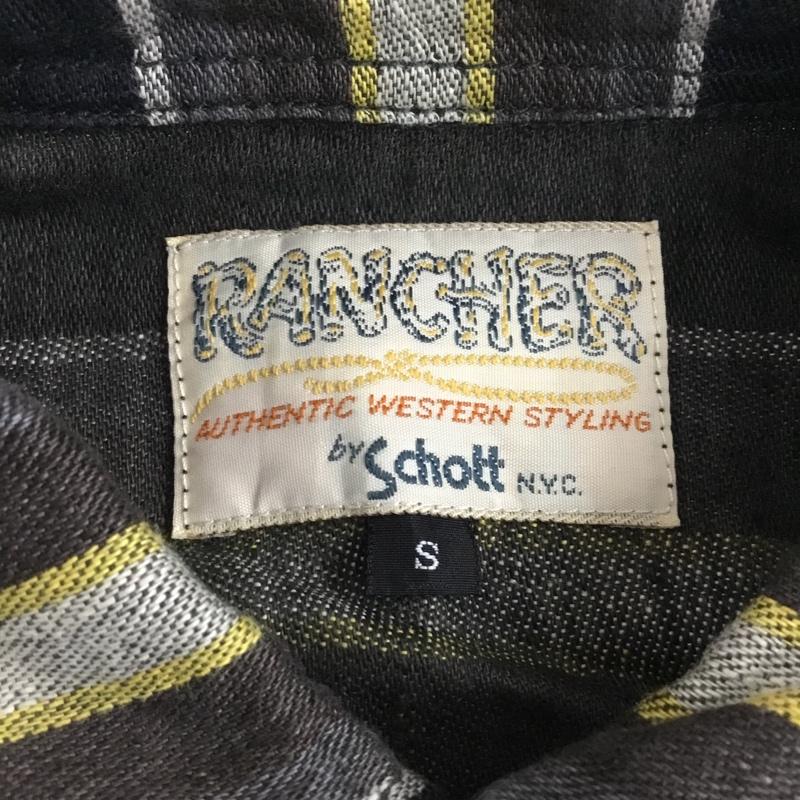 RANCHER
AUTHENTIC WESTERN STYLING
by Schott N.Y.C.
S